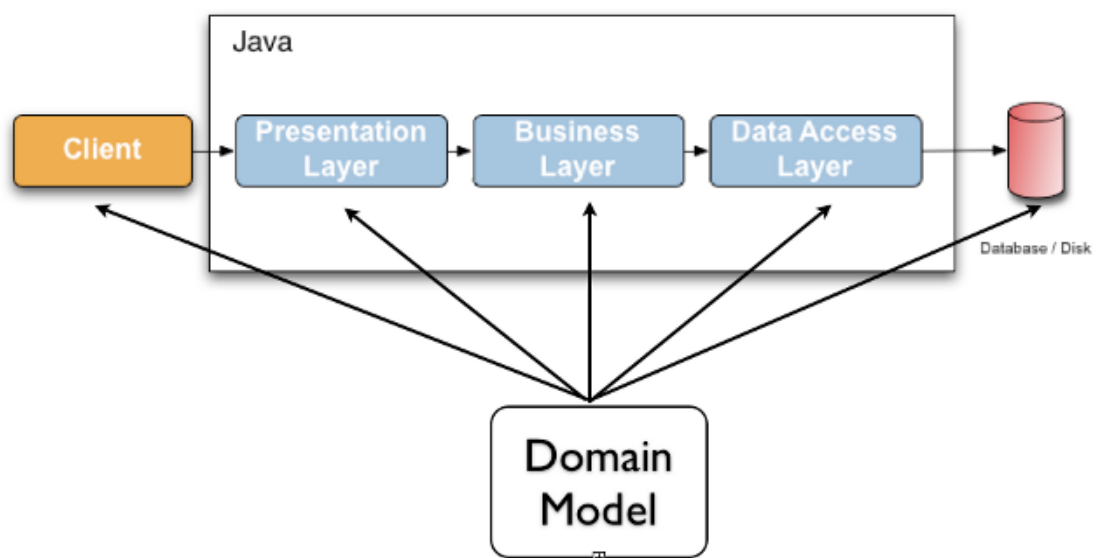 Java
Client
Presentation
Layer
Business
Layer
Data Access
Layer
Database / Disk
Domain
Model